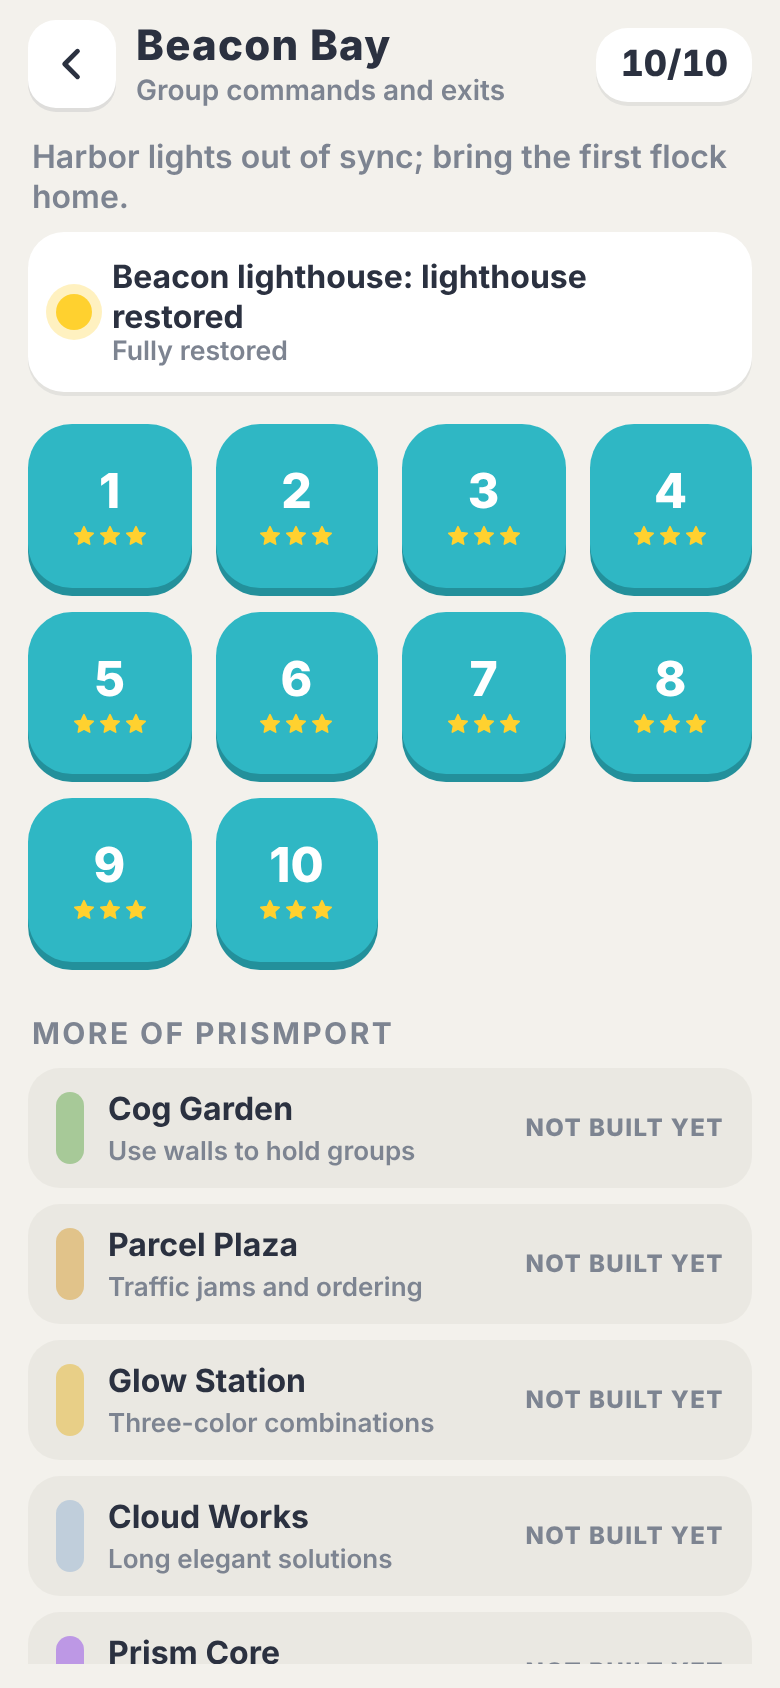 Beacon Bay
Group commands and exits
10/10
Harbor lights out of sync; bring the first flock
home.
Beacon lighthouse: lighthouse
restored
Fully restored
1
2
3
4
5
6
7
8
9
10
MORE OF PRISMPORT
Cog Garden
Use walls to hold groups
NOT BUILT YET
Parcel Plaza
Traffic jams and ordering
NOT BUILT YET
Glow Station
Three-color combinations
NOT BUILT YET
Cloud Works
Long elegant solutions
NOT BUILT YET
Prism Core